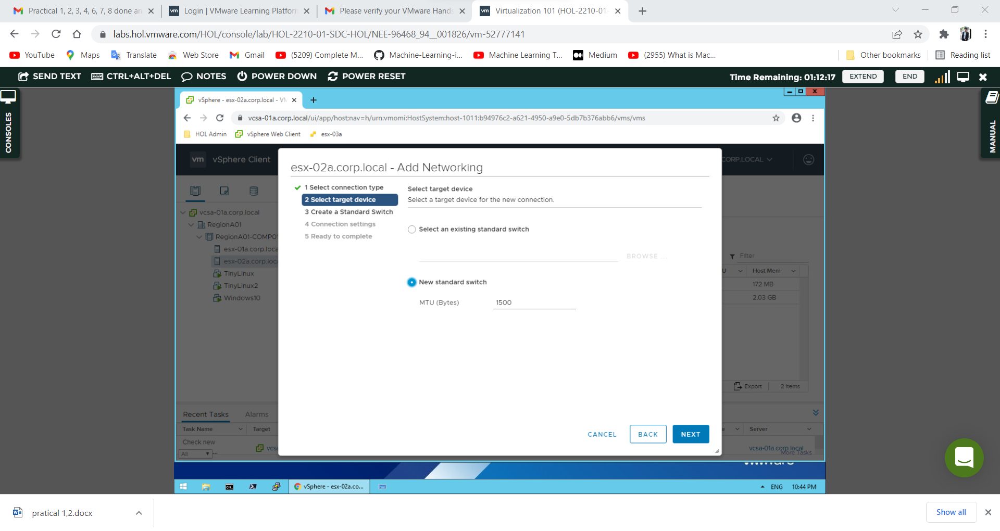 Practical 1, 2, 3, 4, 6, 7, 8 done an
Login | VMware Learning Platform
Please verify your VMware Hands
vm Virtualization 101 (HOL-2210-01-
labs.hol.vmware.com/HOL/console/lab/HOL-2210-01-SDC-HOL/NEE-96468_94__001826/vm-52777141
YouTube Maps Translate Web Store Gmail (5209) Complete M... Machine-Learning-i... Machine Learning T... Medium (2955) What is Mac... Other bookmarks Reading list
SEND TEXT CTRL+ALT+DEL NOTES POWER DOWN POWER RESET Time Remaining: 01:12:17 EXTEND END
CONSOLES
MANUAL
vSphere - esx-02a.corp.local - VM
vcsa-01a.corp.local/ui/app/host;nav=h/urn:vmomi:HostSystem:host-1011:b94976c2-a621-4950-a9e0-5db7b376abb6/vms/vms
HOL Admin vSphere Web Client esx-03a
vm vSphere Client
CORP.LOCAL
vcsa-01a.corp.local
RegionA01
RegionA01-COMP01
esx-01a.corp.loca
esx-02a.corp.loca
TinyLinux
TinyLinux2
Windows10
esx-02a.corp.local - Add Networking
1 Select connection type
2 Select target device
3 Create a Standard Switch
4 Connection settings
5 Ready to complete
Select target device
Select a target device for the new connection.
Select an existing standard switch
BROWSE ...
New standard switch
MTU (Bytes) 1500
CANCEL BACK NEXT
Filter
U Host Mem
172 MB
2.03 GB
Export 2 items
Recent Tasks Alarms
Task Name Target
e Server
Check new
vcs
vcsa-01a.corp.local
All
More Tasks
vmware
vSphere - esx-02a.co...
ENG 10:44 PM
pratical 1,2.docx
Show all